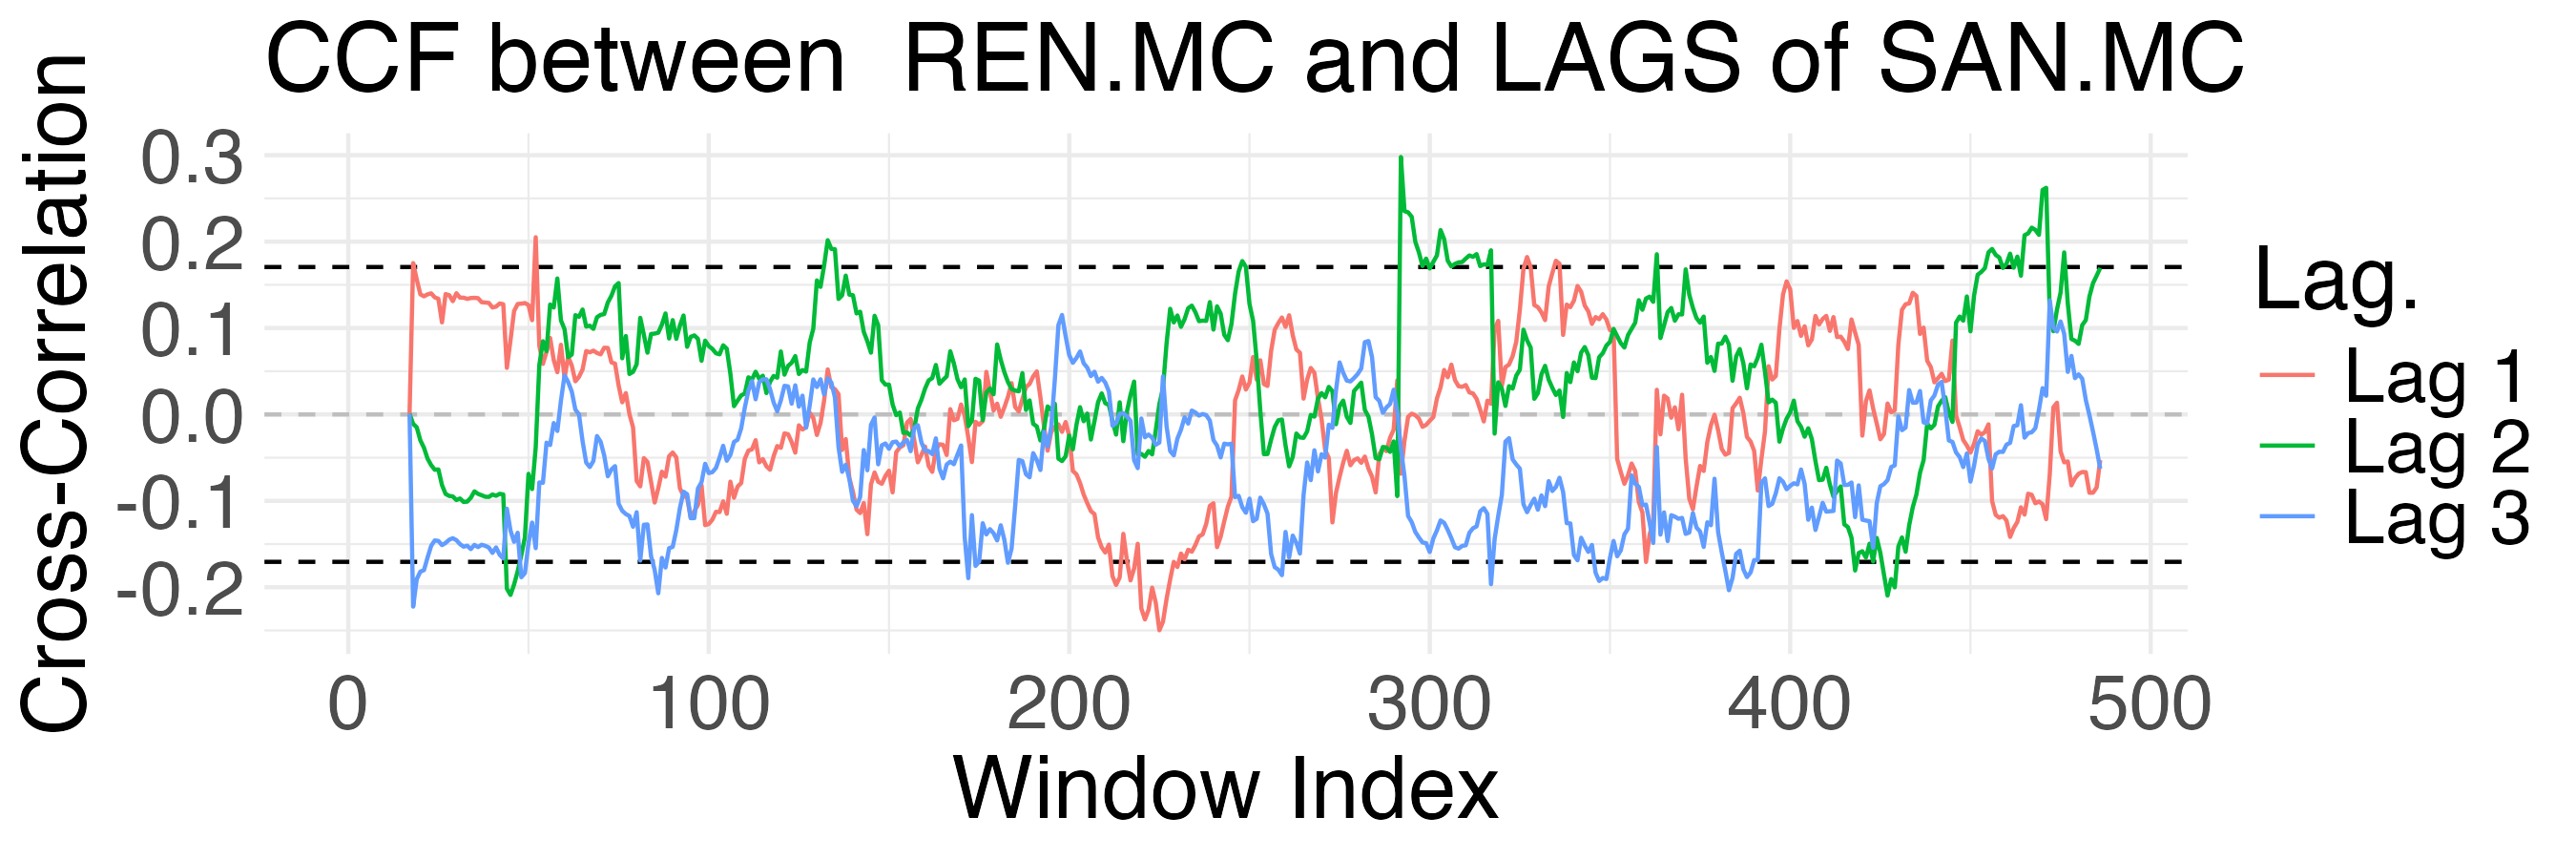 CCF between  REN.MC and LAGS of SAN.MC
Cross-Correlation
0.3
0.2
0.1
0.0
-0.1
-0.2
0 100 200 300 400 500
Window Index
Lag.
Lag 1
Lag 2
Lag 3